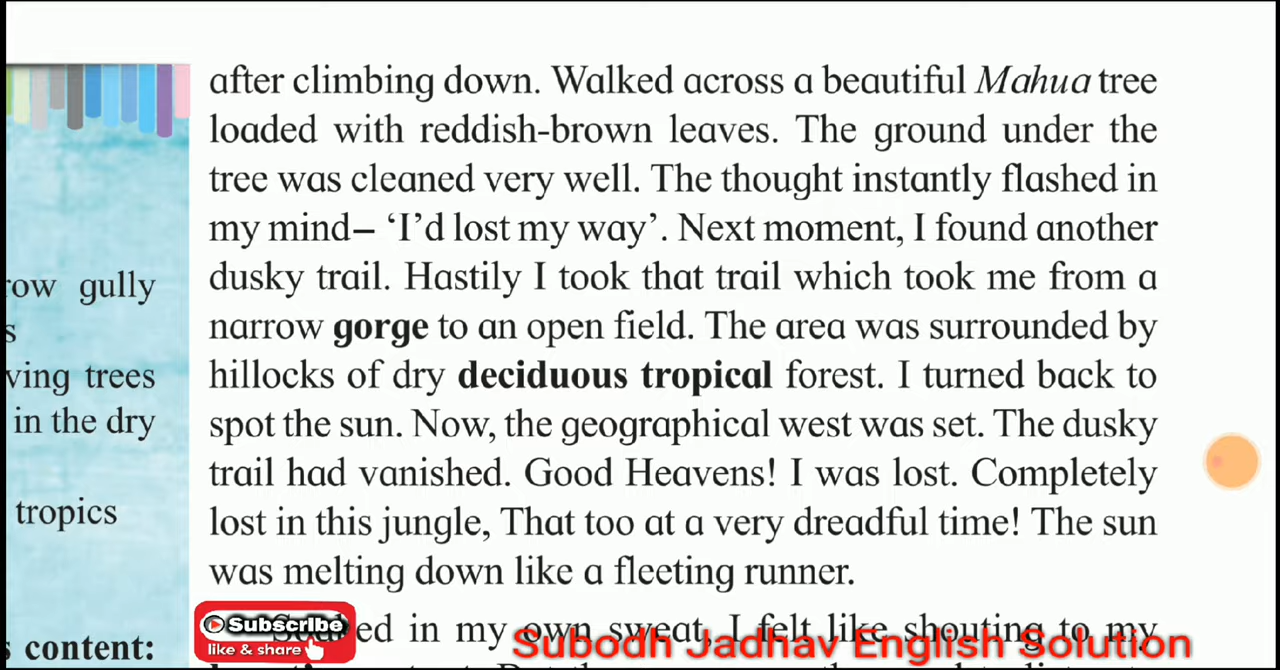 after climbing down. Walked across a beautiful Mahua tree
loaded with reddish-brown leaves. The ground under the
tree was cleaned very well. The thought instantly flashed in
my mind– ‘I’d lost my way’. Next moment, I found another
dusky trail. Hastily I took that trail which took me from a
narrow gorge to an open field. The area was surrounded by
hillocks of dry deciduous tropical forest. I turned back to
spot the sun. Now, the geographical west was set. The dusky
trail had vanished. Good Heavens! I was lost. Completely
lost in this jungle, That too at a very dreadful time! The sun
was melting down like a fleeting runner.
in my own sweat, I felt like shouting to my
gully
trees
in the dry
tropics
content:
Subscribe
like & share
Subodh Jadhav English Solution